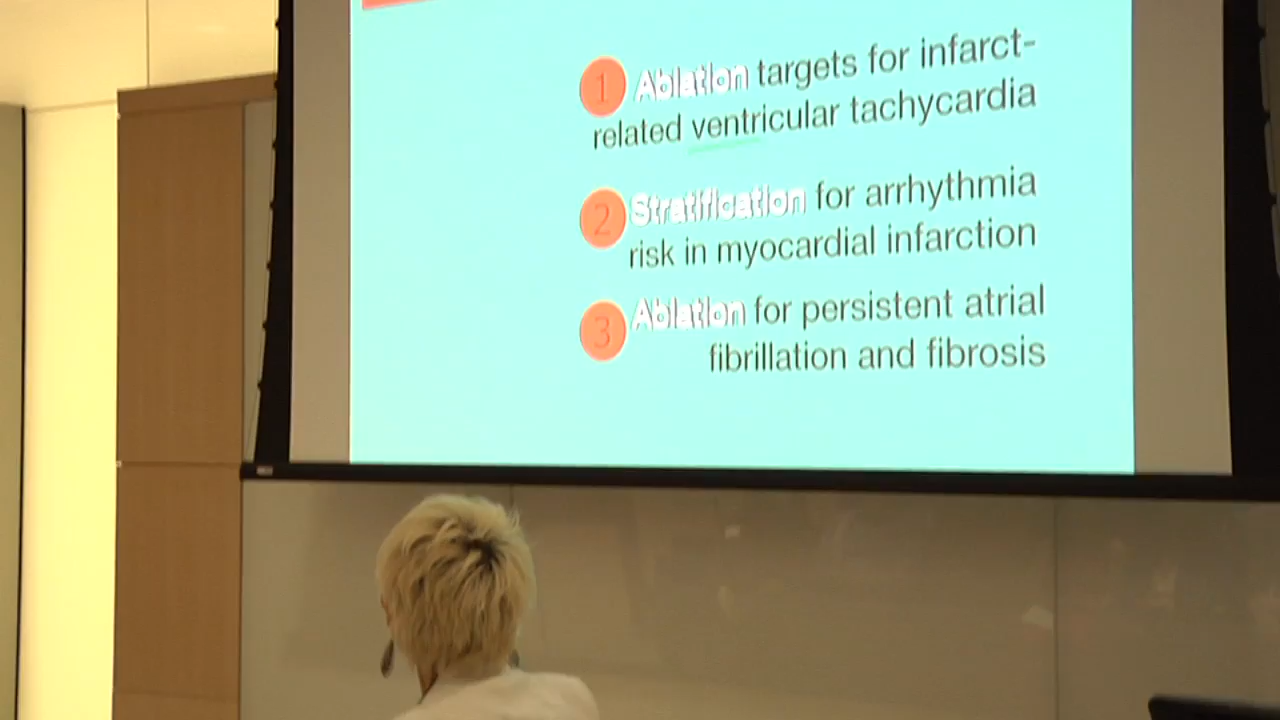 1 Ablation targets for infarct-
related ventricular tachycardia
2 Stratification for arrhythmia
risk in myocardial infarction
3 Ablation for persistent atrial
fibrillation and fibrosis